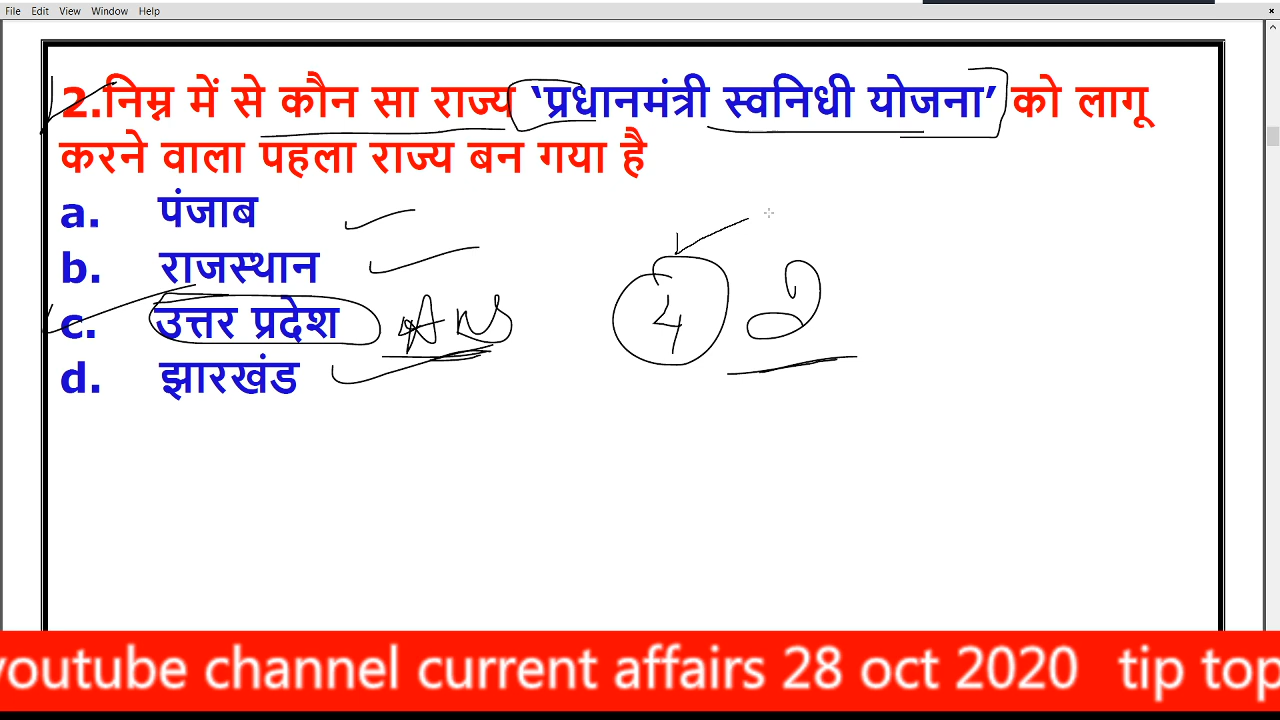 File Edit View Window Help
2.निम्न में से कौन सा राज्य ‘प्रधानमंत्री स्वनिधी योजना’ को लागू
करने वाला पहला राज्य बन गया है
a. पंजाब
b. राजस्थान
c. उत्तर प्रदेश Ans
d. झारखंड
youtube channel current affairs 28 oct 2020 tip top